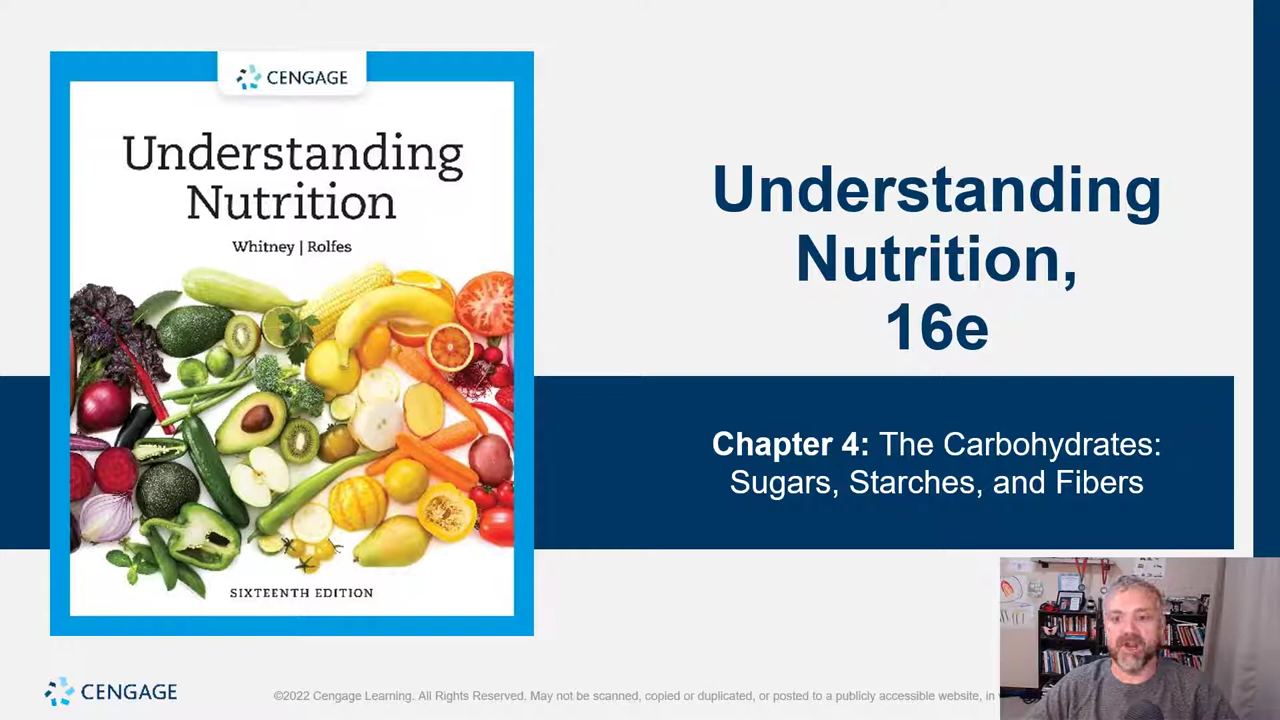 CENGAGE
Understanding
Nutrition
Whitney | Rolfes
SIXTEENTH EDITION
Understanding
Nutrition,
16e
Chapter 4: The Carbohydrates:
Sugars, Starches, and Fibers
CENGAGE
©2022 Cengage Learning. All Rights Reserved. May not be scanned, copied or duplicated, or posted to a publicly accessible website, in